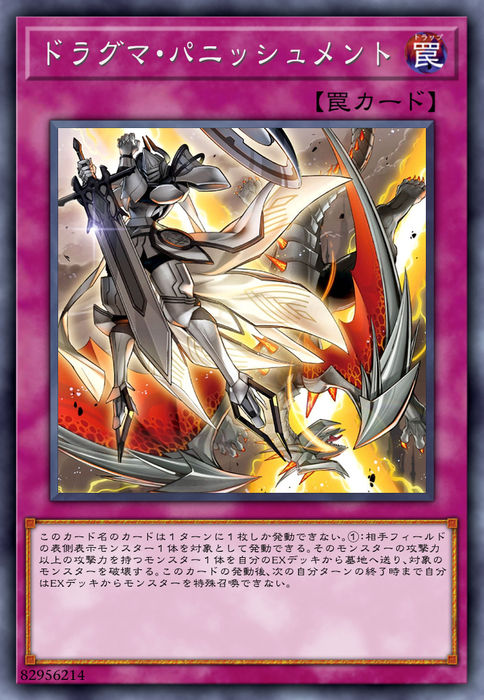 ドラグマ・パニッシュメント
トラップ
罠
【罠カード】
このカード名のカードは1ターンに1枚しか発動できない。①:相手フィールド
の表側表示モンスター1体を対象として発動できる。そのモンスターの攻撃力
以上の攻撃力を持つモンスター1体を自分のEXデッキから墓地へ送り、対象の
モンスターを破壊する。このカードの発動後、次の自分ターンの終了時まで自分
はEXデッキからモンスターを特殊召喚できない。
82956214